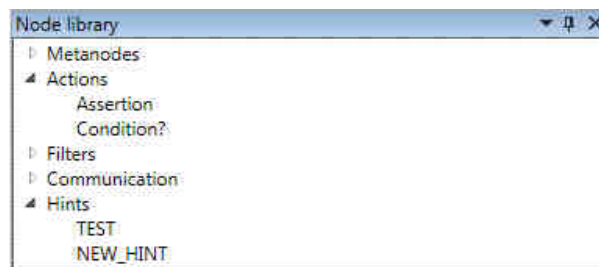 Node library
Metanodes
Actions
Assertion
Condition?
Filters
Communication
Hints
TEST
NEW_HINT